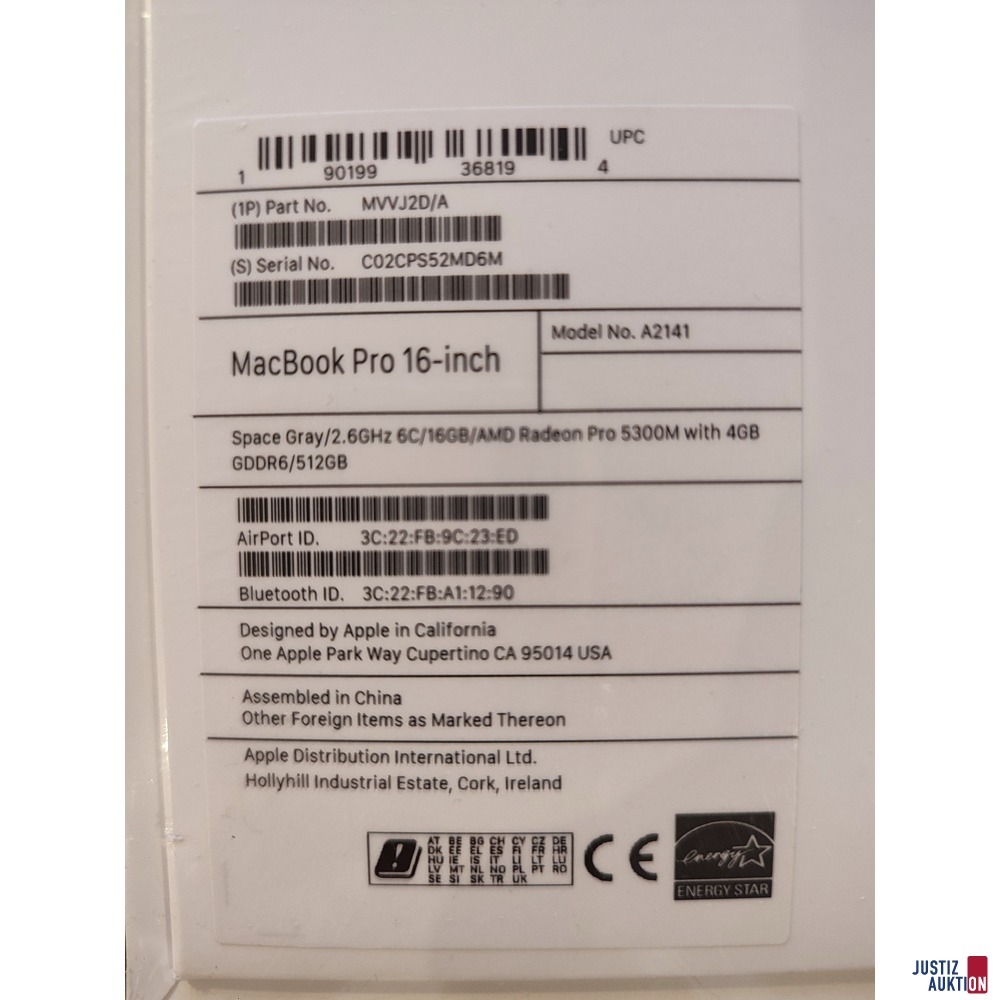 UPC
1 90199 36819 4
(1P) Part No. MVVJ2D/A
(S) Serial No. C02CPS52MD6M
MacBook Pro 16-inch
Model No. A2141
Space Gray/2.6GHz 6C/16GB/AMD Radeon Pro 5300M with 4GB
GDDR6/512GB
AirPort ID. 3C:22:FB:9C:23:ED
Bluetooth ID. 3C:22:FB:A1:12:90
Designed by Apple in California
One Apple Park Way Cupertino CA 95014 USA
Assembled in China
Other Foreign Items as Marked Thereon
Apple Distribution International Ltd.
Hollyhill Industrial Estate, Cork, Ireland
AT BE BG CH CY CZ DE
DK EE EL ES FI FR HR
HU IE IS IT LI LT LU
LV MT NL NO PL PT RO
SE SI SK TR UK
CE
energy
ENERGY STAR
JUSTIZ
AUKTION